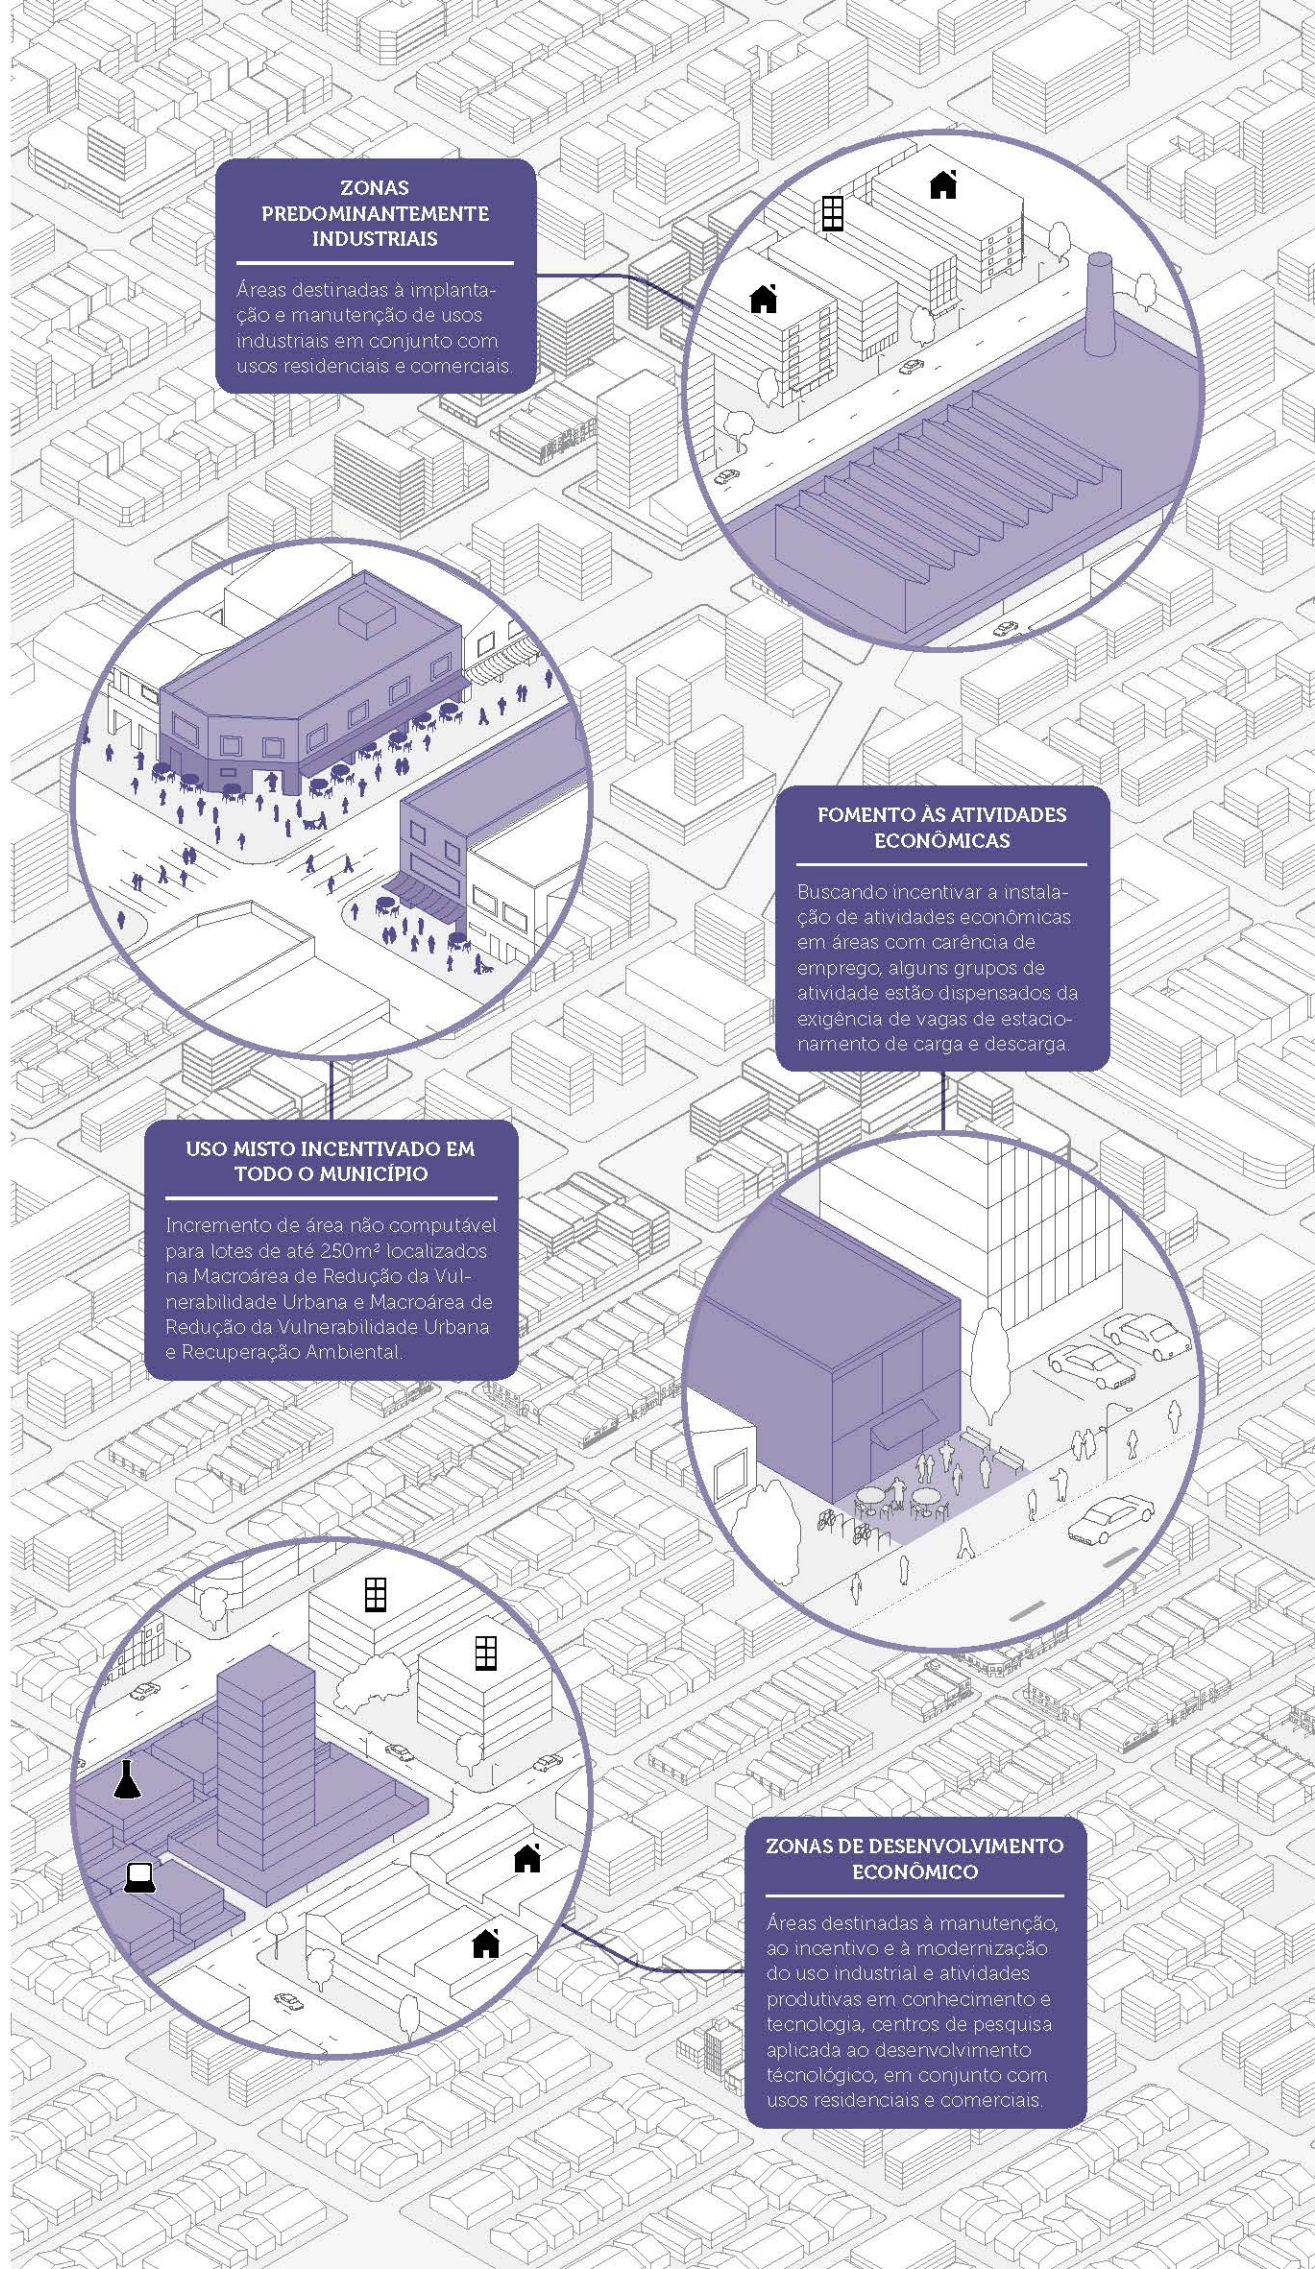 ZONAS
PREDOMINANTEMENTE
INDUSTRIAIS
Áreas destinadas à implanta-
ção e manutenção de usos
industriais em conjunto com
usos residenciais e comerciais.
FOMENTO ÀS ATIVIDADES
ECONÔMICAS
Buscando incentivar a instala-
ção de atividades econômicas
em áreas com carência de
emprego, alguns grupos de
atividade estão dispensados da
exigência de vagas de estacio-
namento de carga e descarga.
USO MISTO INCENTIVADO EM
TODO O MUNICÍPIO
Incremento de área não computável
para lotes de até 250m² localizados
na Macroárea de Redução da Vul-
nerabilidade Urbana e Macroárea de
Redução da Vulnerabilidade Urbana
e Recuperação Ambiental.
ZONAS DE DESENVOLVIMENTO
ECONÔMICO
Áreas destinadas à manutenção,
ao incentivo e à modernização
do uso industrial e atividades
produtivas em conhecimento e
tecnologia, centros de pesquisa
aplicada ao desenvolvimento
técnológico, em conjunto com
usos residenciais e comerciais.